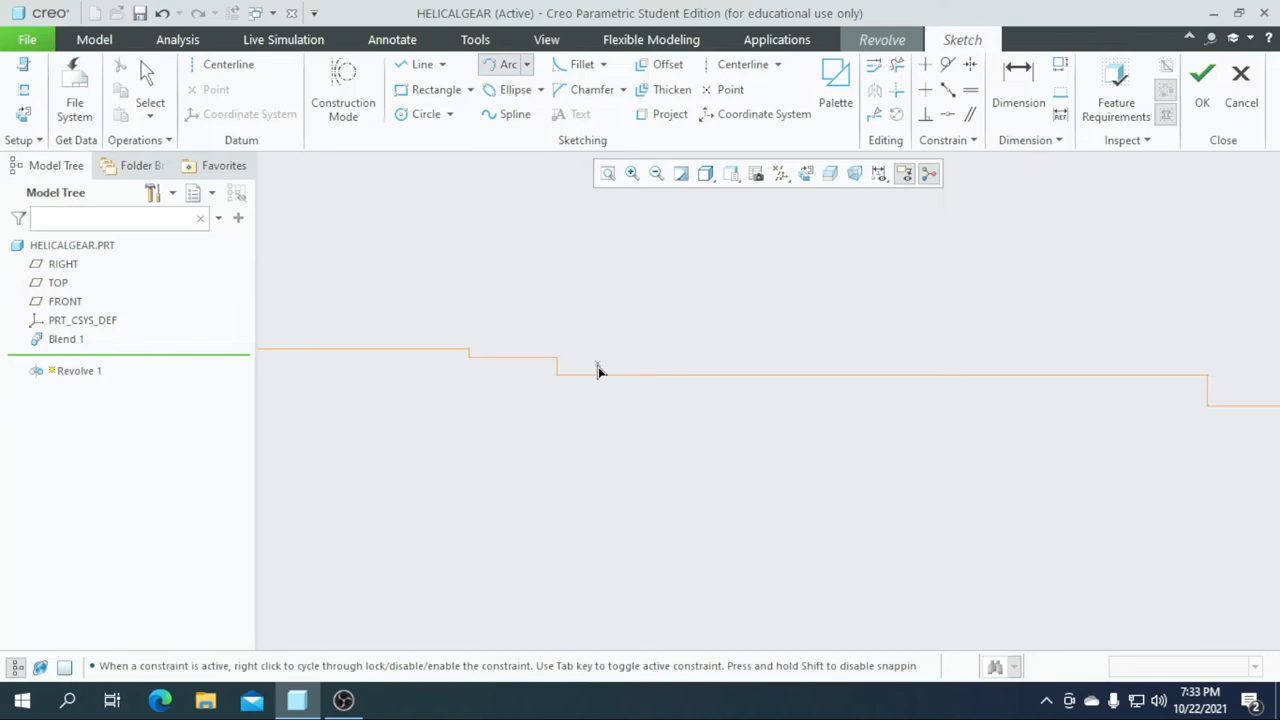 creo HELICALGEAR (Active) - Creo Parametric Student Edition (for educational use only)
File Model Analysis Live Simulation Annotate Tools View Flexible Modeling Applications Revolve Sketch
Centerline Line Arc Fillet Offset Centerline
Point Rectangle Ellipse Chamfer Thicken Point
Coordinate System Circle Spline Text Project Coordinate System
File System Select Construction Mode Palette Dimension Feature Requirements OK Cancel
Setup Get Data Operations Datum Sketching Editing Constrain Dimension Inspect Close
Model Tree Folder B Favorites
Model Tree
HELICALGEAR.PRT
RIGHT
TOP
FRONT
PRT_CSYS_DEF
Blend 1
Revolve 1
• When a constraint is active, right click to cycle through lock/disable/enable the constraint. Use Tab key to toggle active constraint. Press and hold Shift to disable snappin
7:33 PM
10/22/2021
2